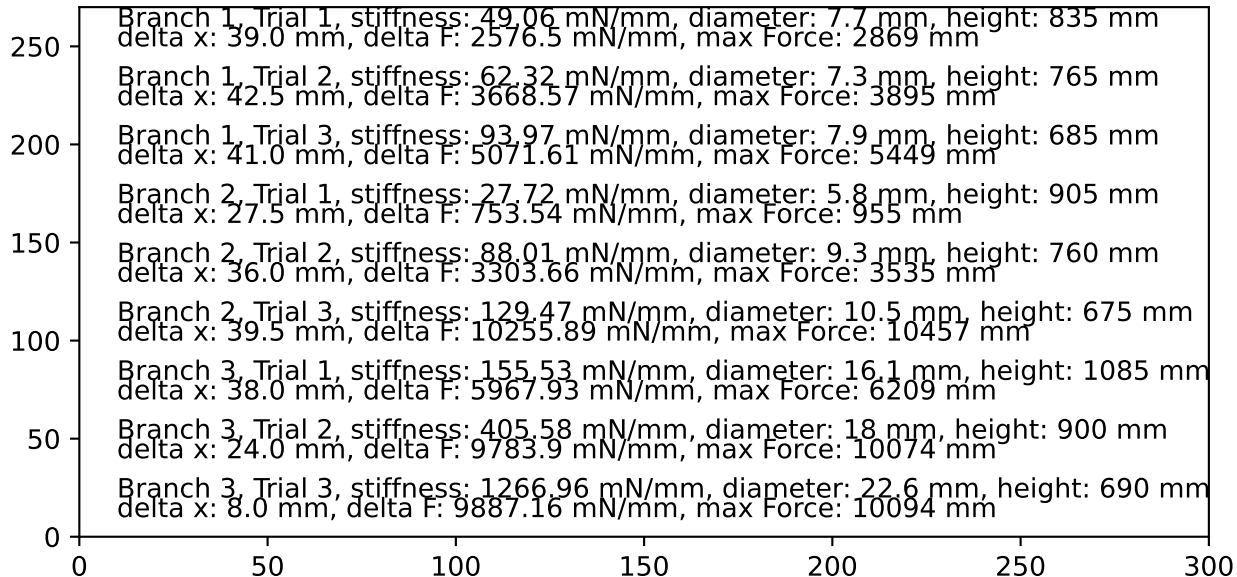 Branch 1, Trial 1, stiffness: 49.06 mN/mm, diameter: 7.7 mm, height: 835 mm
delta x: 39.0 mm, delta F: 2576.5 mN/mm, max Force: 2869 mm
250
Branch 1, Trial 2, stiffness: 62.32 mN/mm, diameter: 7.3 mm, height: 765 mm
delta x: 42.5 mm, delta F: 3668.57 mN/mm, max Force: 3895 mm
Branch 1, Trial 3, stiffness: 93.97 mN/mm, diameter: 7.9 mm, height: 685 mm
200
delta x: 41.0 mm, delta F: 5071.61 mN/mm, max Force: 5449 mm
Branch 2, Trial 1, stiffness: 27.72 mN/mm, diameter: 5.8 mm, height: 905 mm
delta x: 27.5 mm, delta F: 753.54 mN/mm, max Force: 955 mm
150
Branch 2, Trial 2, stiffness: 88.01 mN/mm, diameter: 9.3 mm, height: 760 mm
delta x: 36.0 mm, delta F: 3303.66 mN/mm, max Force: 3535 mm
Branch 2, Trial 3, stiffness: 129.47 mN/mm, diameter: 10.5 mm, height: 675 mm
delta x: 39.5 mm, delta F: 10255.89 mN/mm, max Force: 10457 mm
100
Branch 3, Trial 1, stiffness: 155.53 mN/mm, diameter: 16.1 mm, height: 1085 mm
delta x: 38.0 mm, delta F: 5967.93 mN/mm, max Force: 6209 mm
Branch 3, Trial 2, stiffness: 405.58 mN/mm, diameter: 18 mm, height: 900 mm
50
delta x: 24.0 mm, delta F: 9783.9 mN/mm, max Force: 10074 mm
Branch 3, Trial 3, stiffness: 1266.96 mN/mm, diameter: 22.6 mm, height: 690 mm
delta x: 8.0 mm, delta F: 9887.16 mN/mm, max Force: 10094 mm
0
0 50 100 150 200 250 300